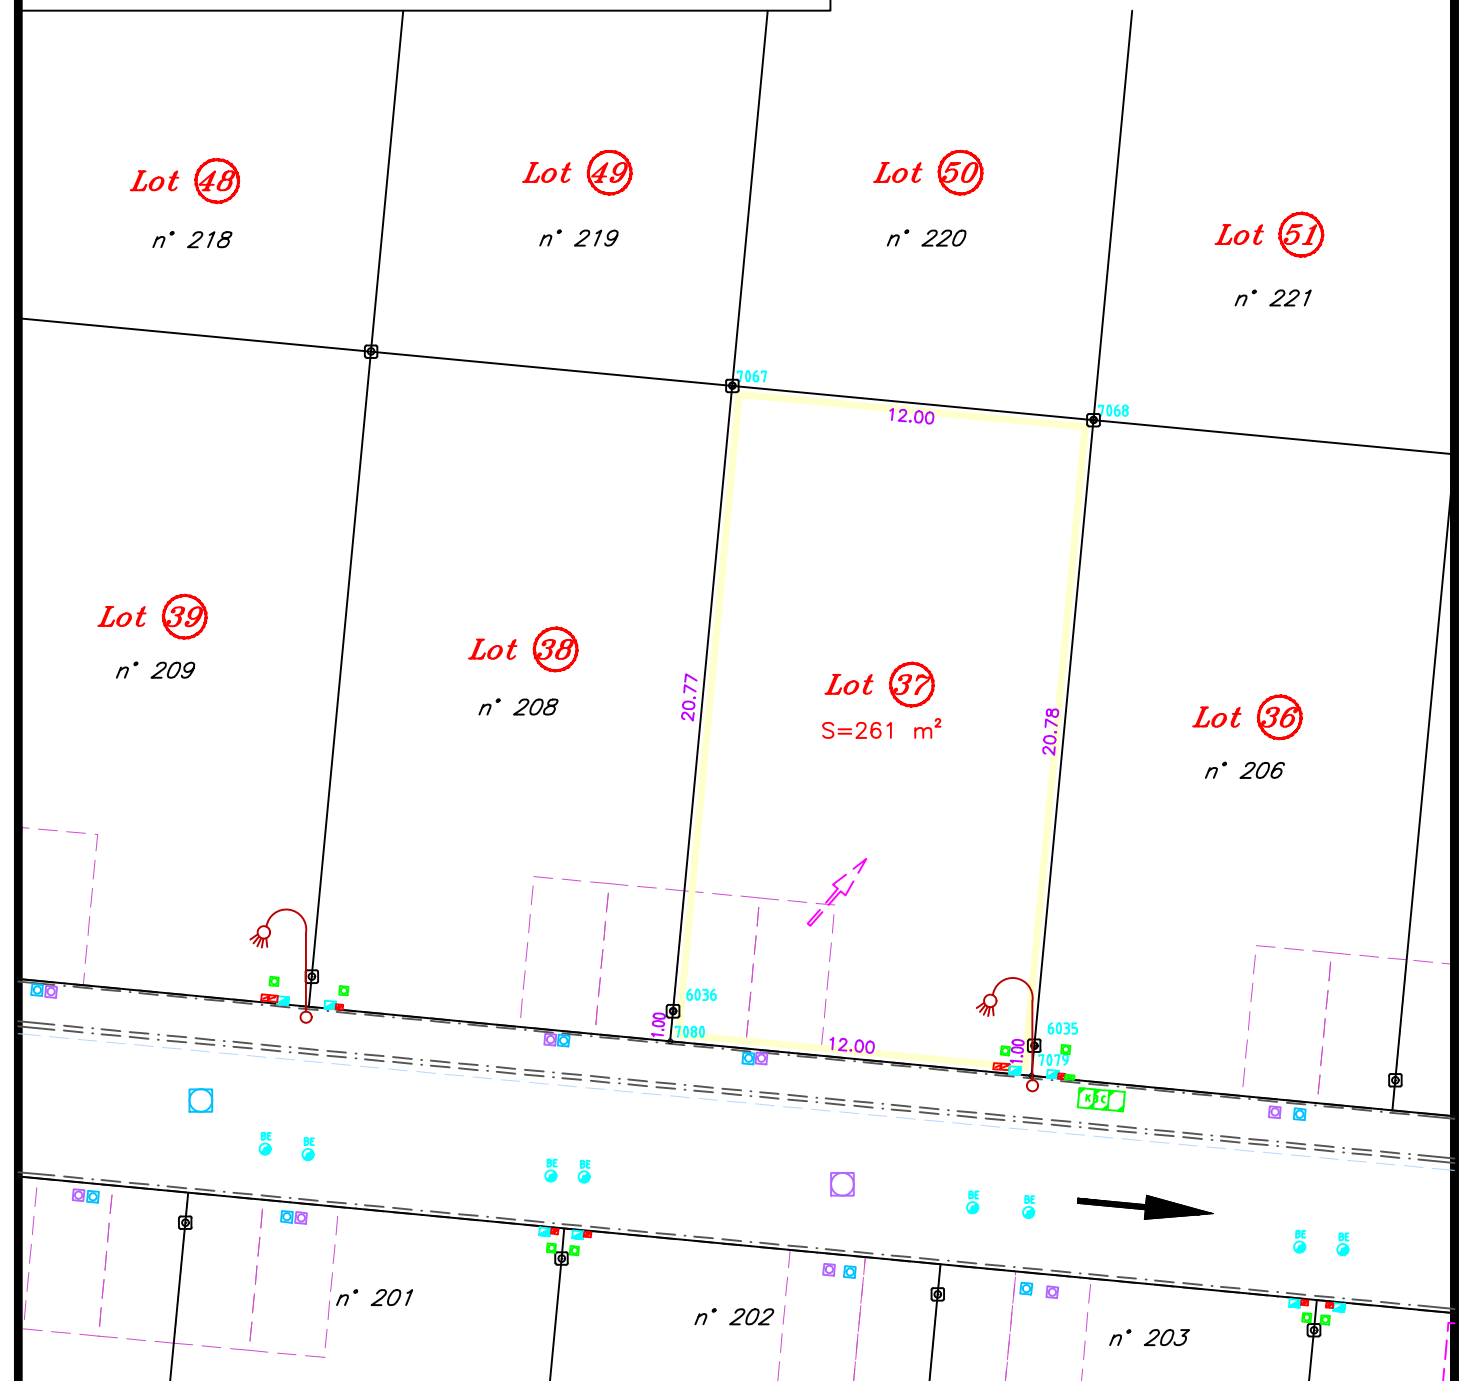 Lot 48
n° 218
Lot 49
n° 219
Lot 50
n° 220
Lot 51
n° 221
7067
12.00
7068
Lot 39
n° 209
Lot 38
n° 208
20.77
Lot 37
S=261 m²
20.78
Lot 36
n° 206
6036
1.00
7080
12.00
6035
1.00
7079
BE
BE
BE
BE
BE
BE
BE
BE
n° 201
n° 202
n° 203